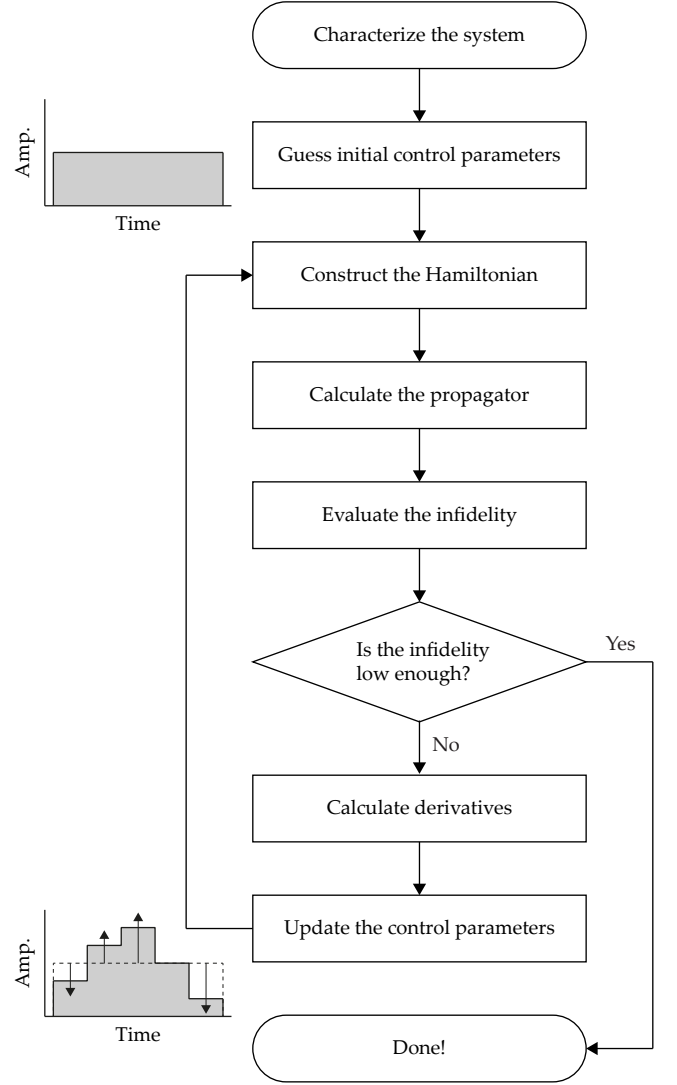 Characterize the system
Amp.
Time
Guess initial control parameters
Construct the Hamiltonian
Calculate the propagator
Evaluate the infidelity
Is the infidelity
low enough?
Yes
No
Calculate derivatives
Update the control parameters
Amp.
Time
Done!